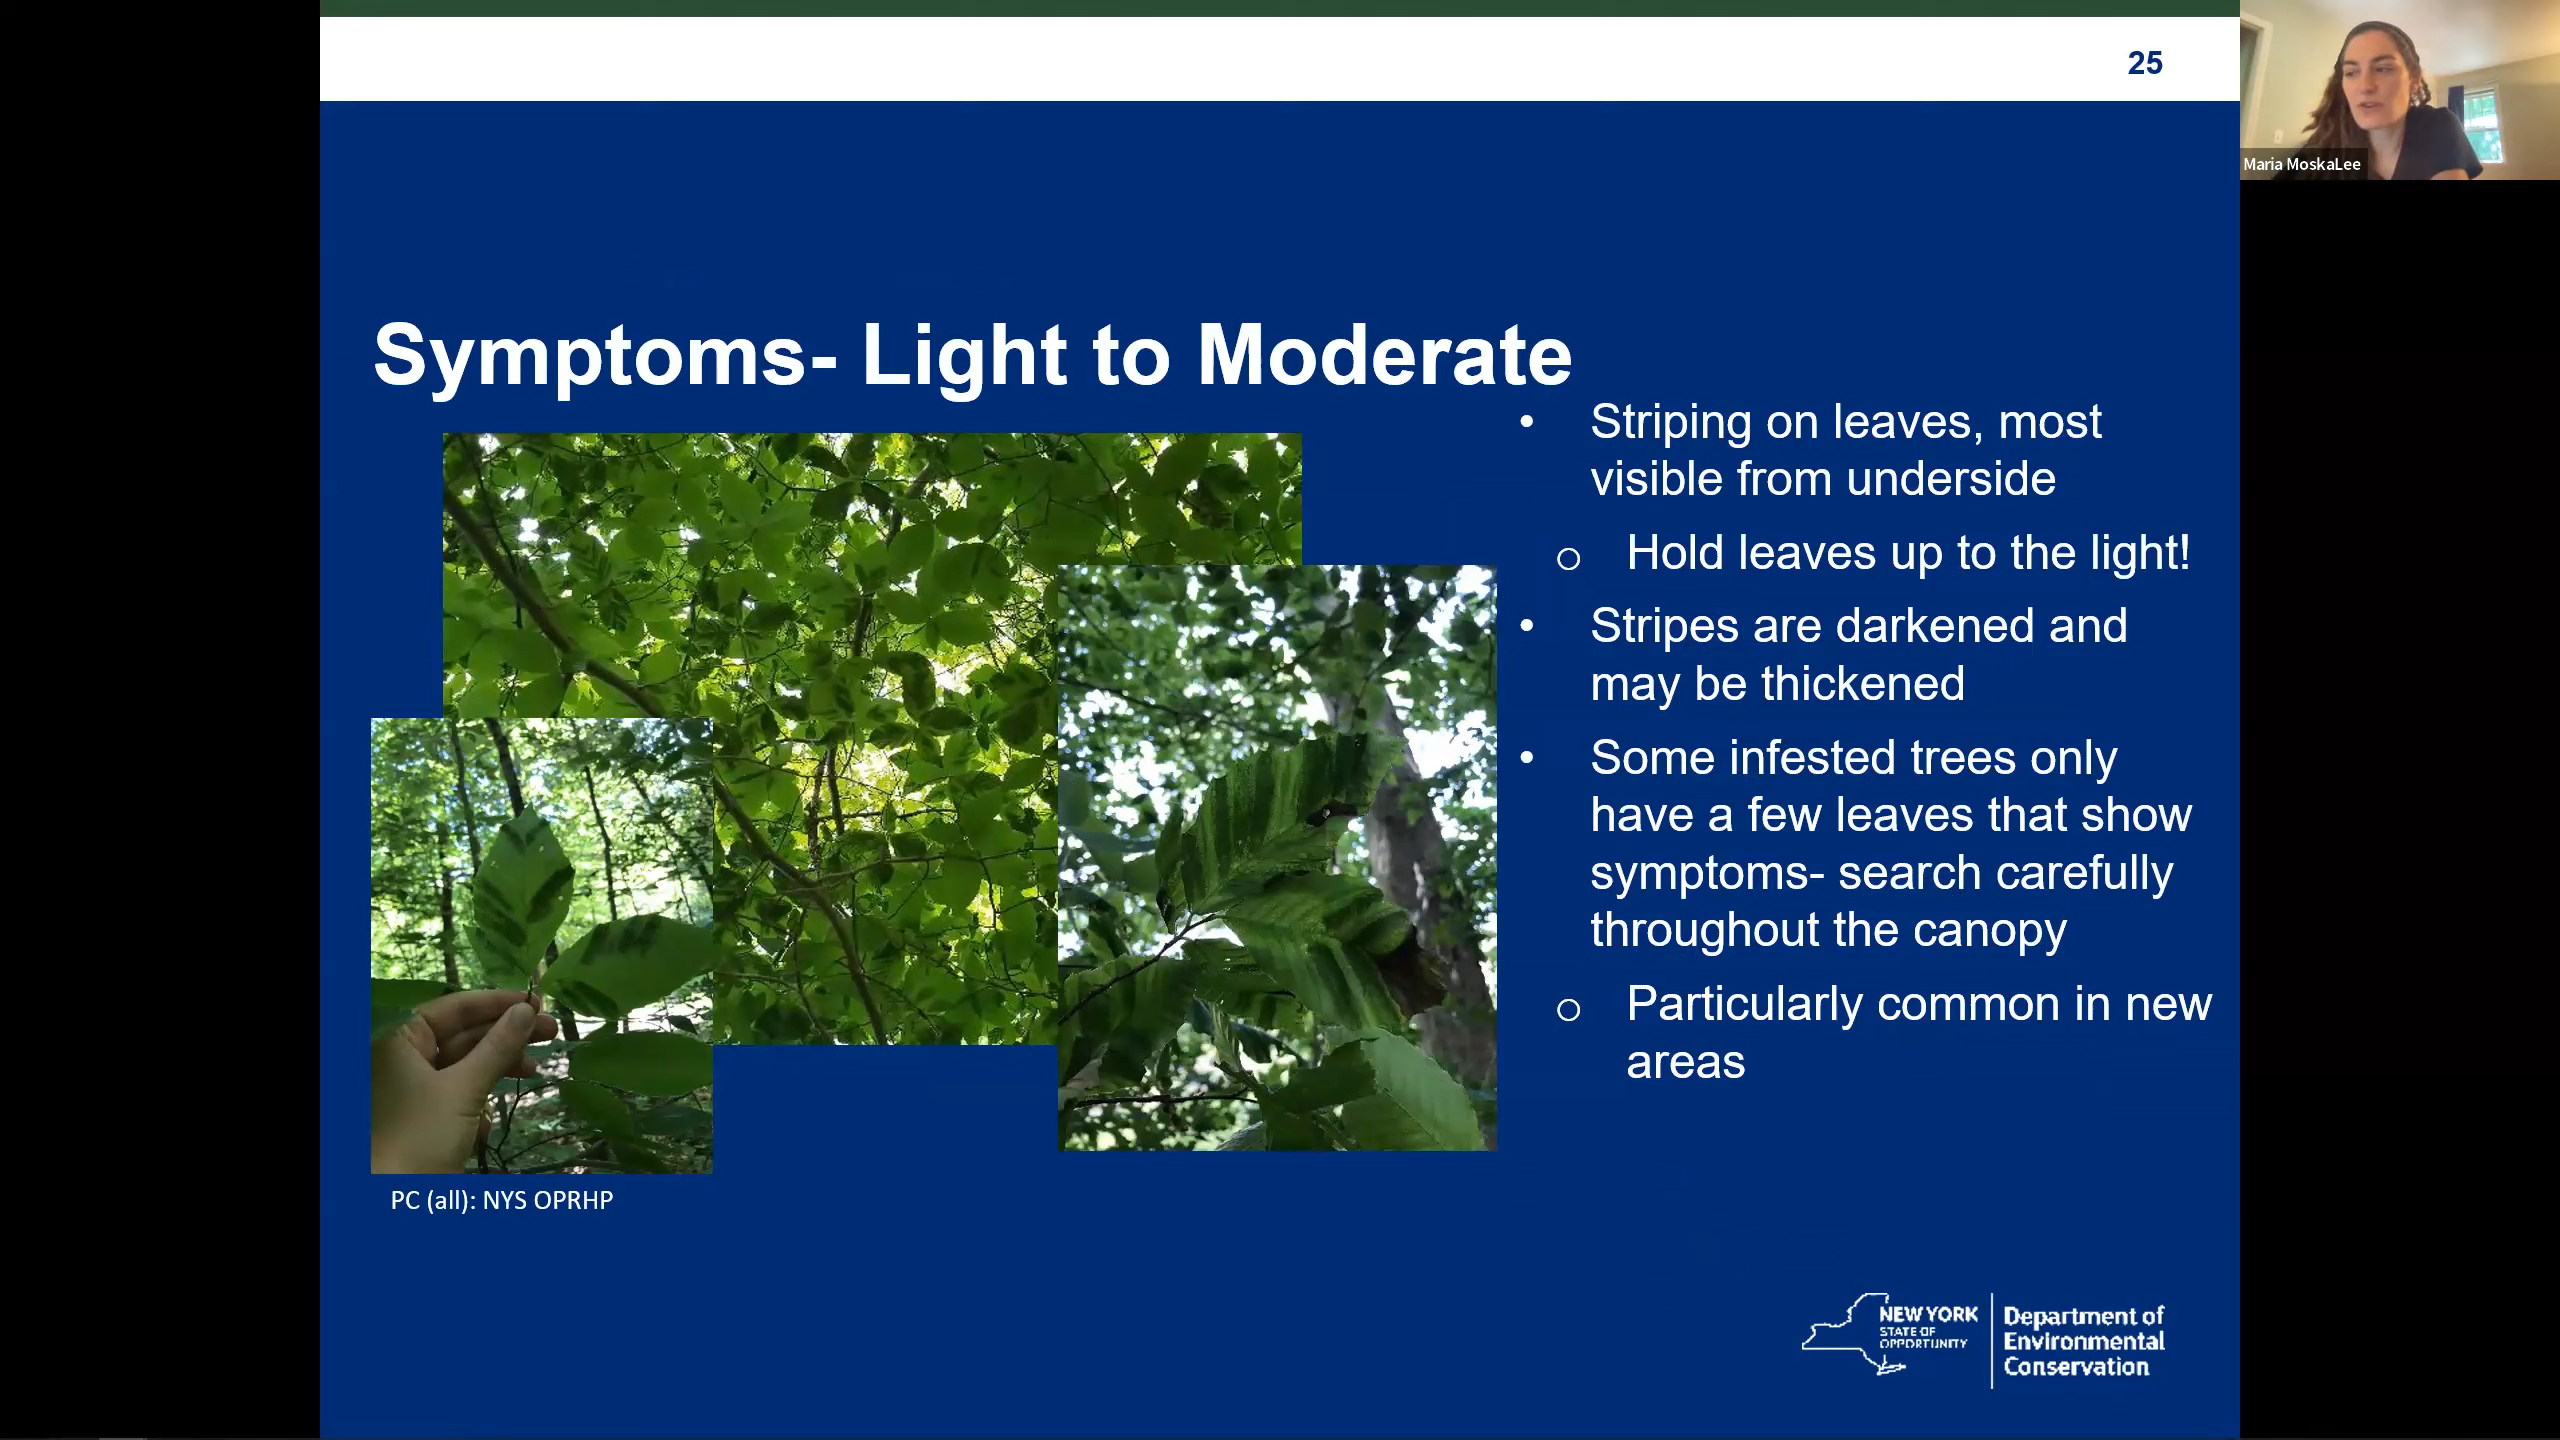 25
Maria MoskaLee
Symptoms- Light to Moderate
• Striping on leaves, most
visible from underside
o Hold leaves up to the light!
• Stripes are darkened and
may be thickened
• Some infested trees only
have a few leaves that show
symptoms- search carefully
throughout the canopy
o Particularly common in new
areas
PC (all): NYS OPRHP
NEW YORK
STATE OF
OPPORTUNITY
Department of
Environmental
Conservation